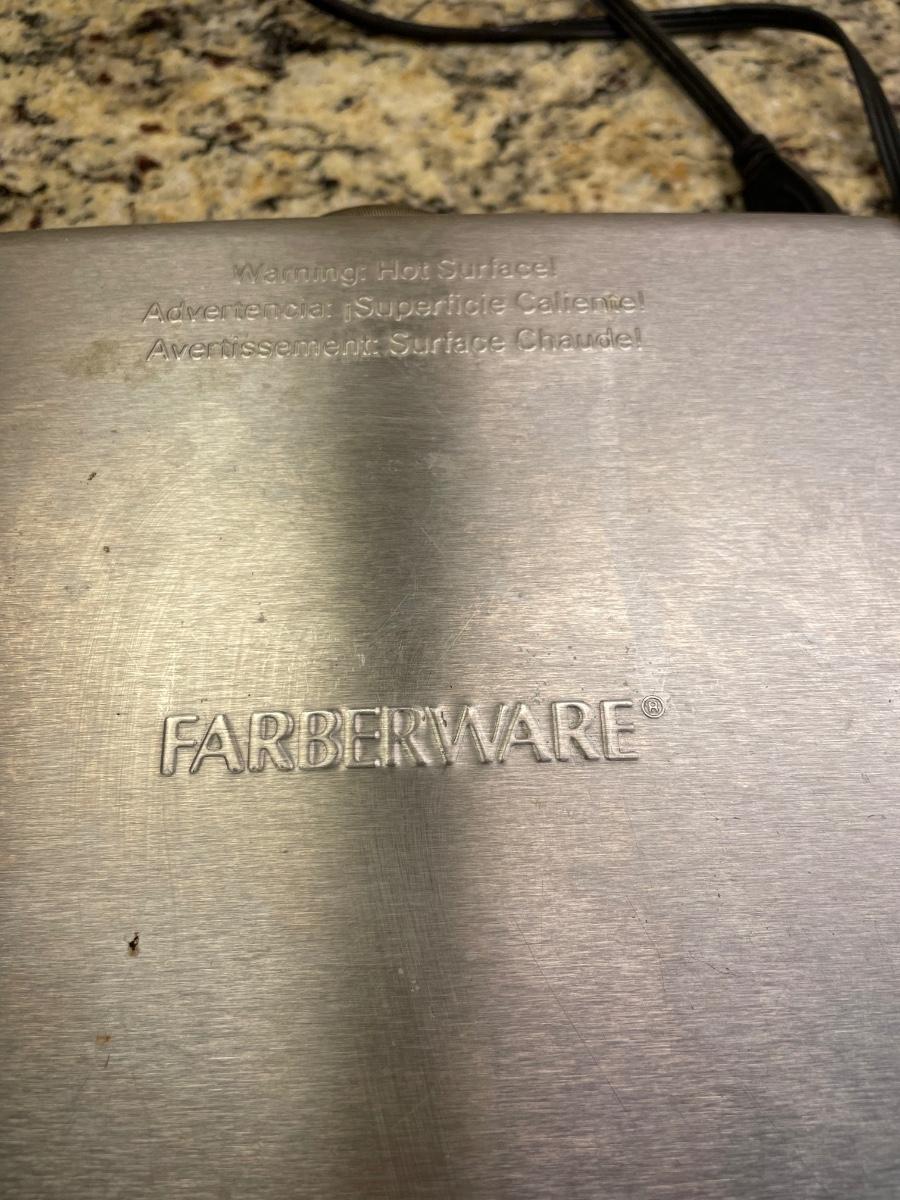 Warning: Hot Surface!
Advertencia: ¡Superficie Caliente!
Avertissement: Surface Chaude!
FARBERWARE®